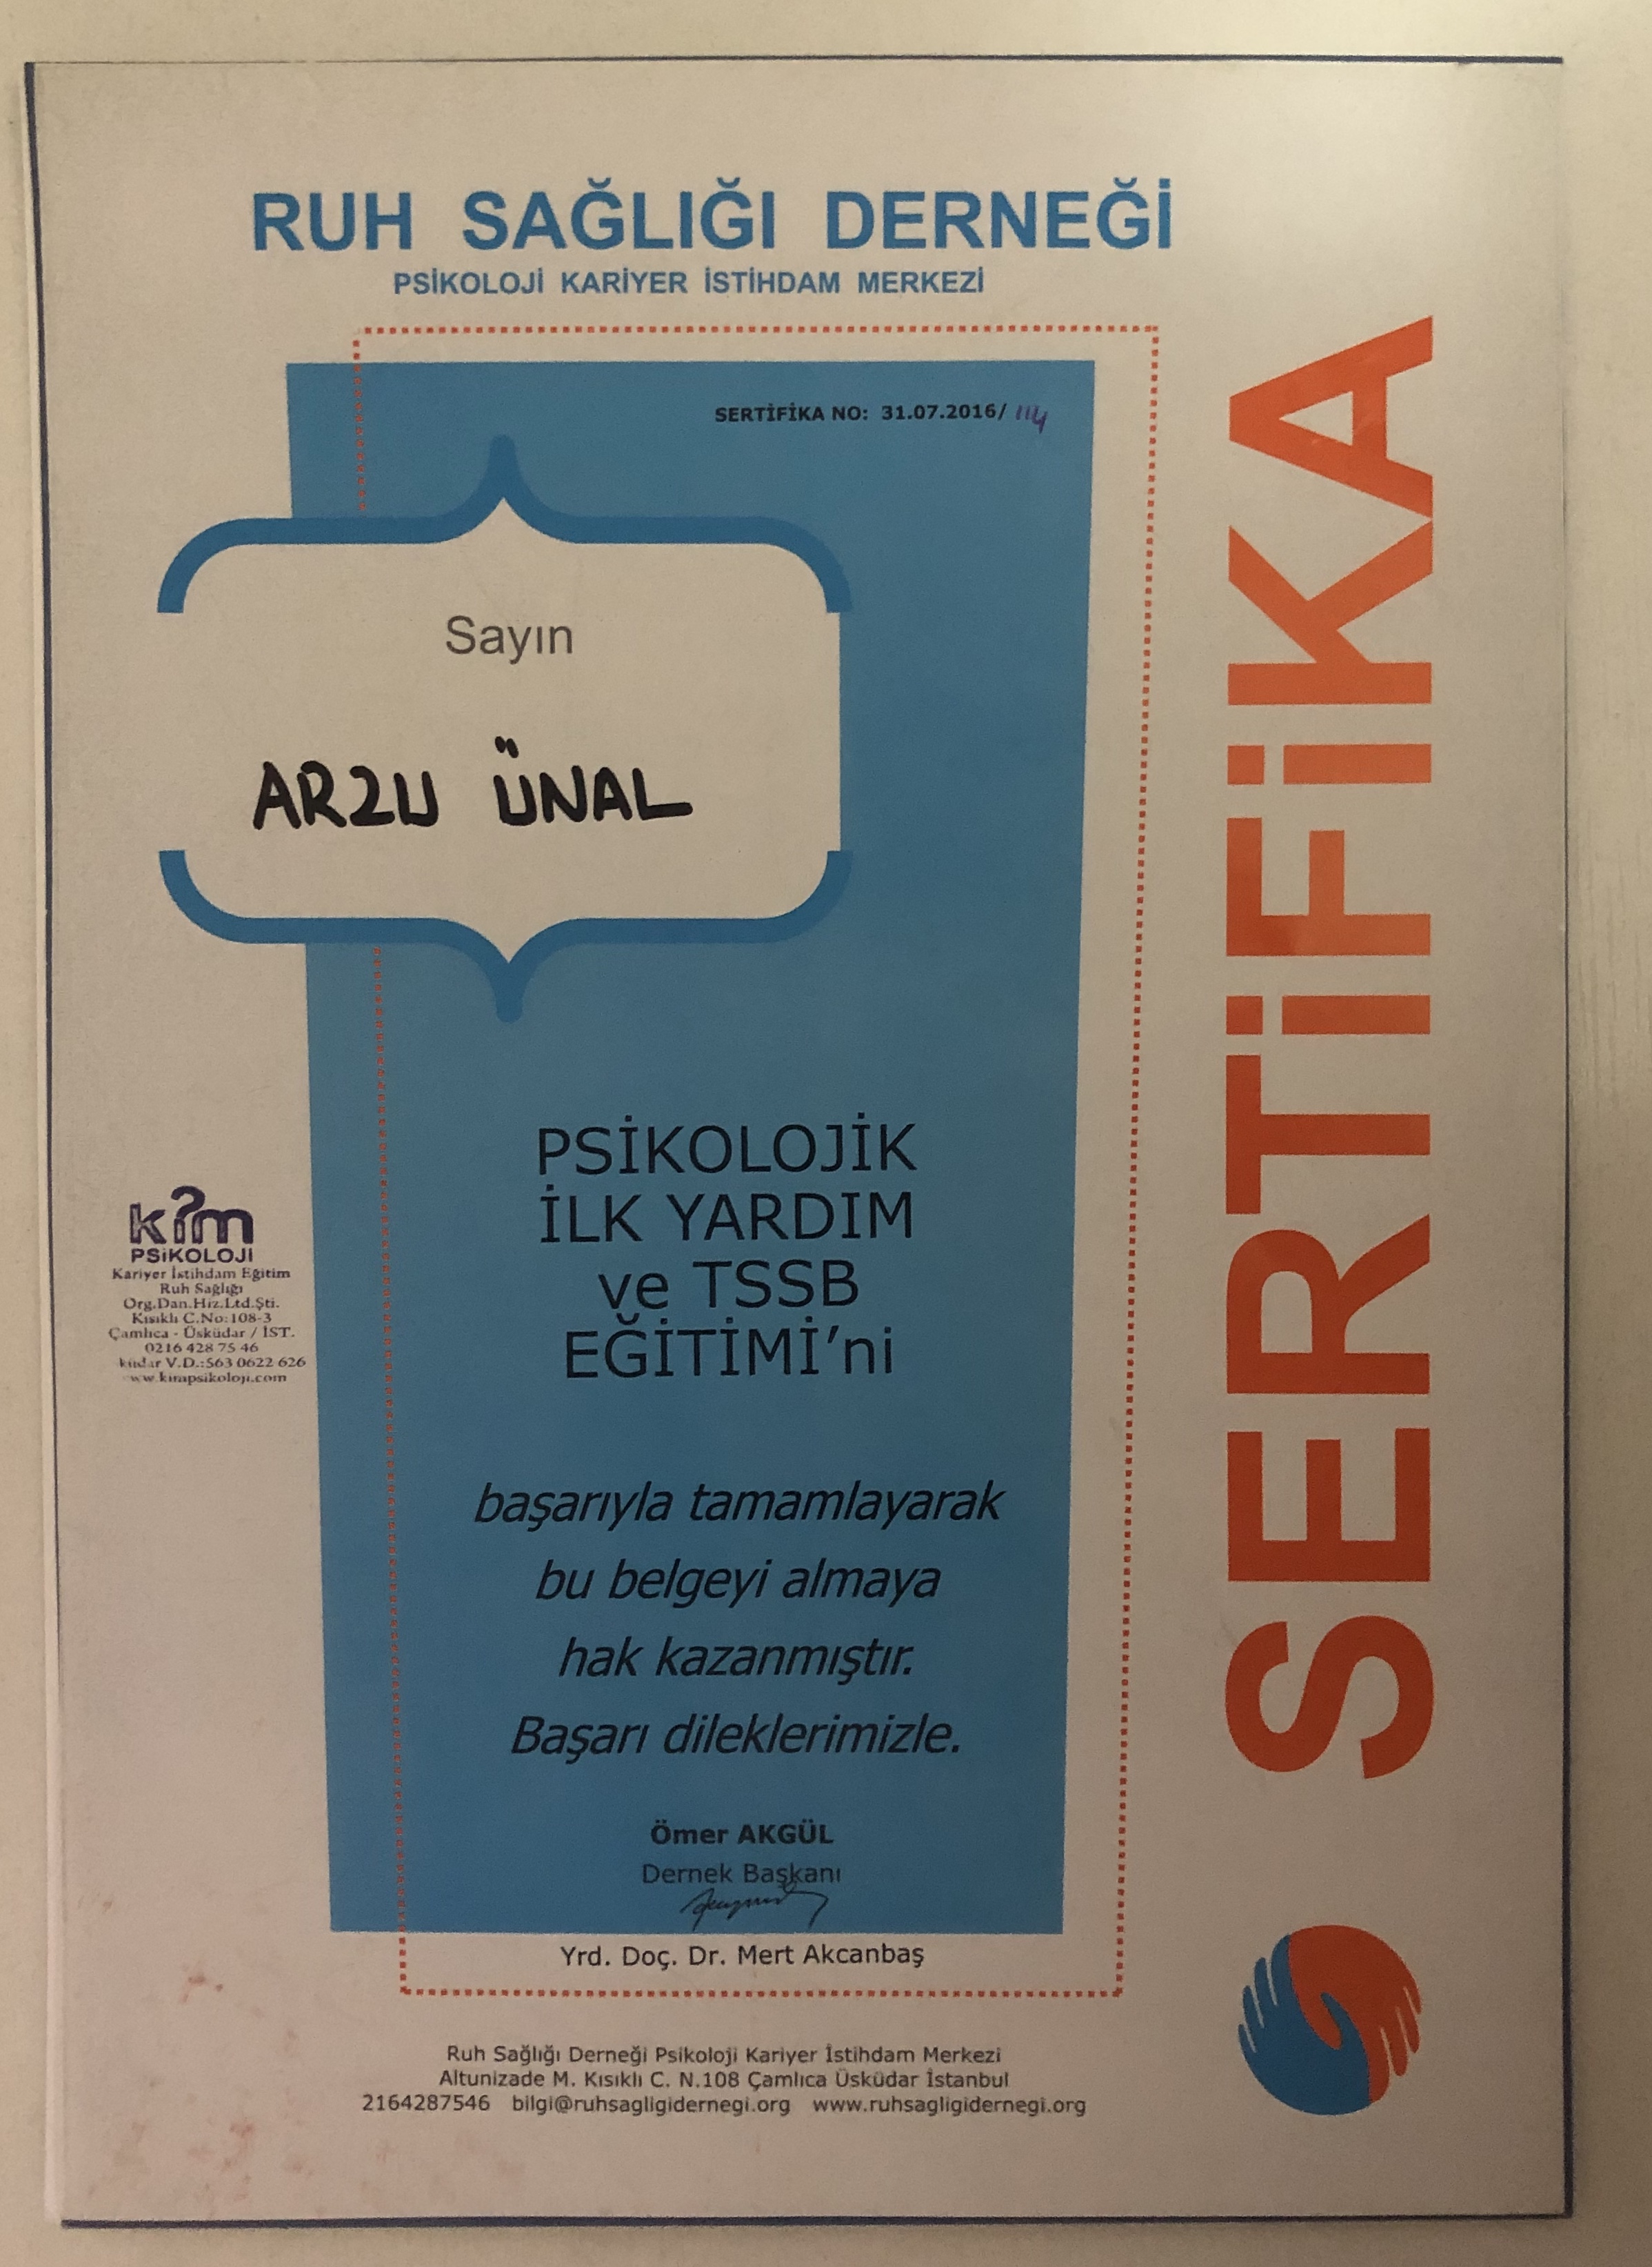 RUH SAĞLIĞI DERNEĞİ
PSİKOLOJİ KARİYER İSTİHDAM MERKEZİ
SERTİFİKA NO: 31.07.2016/ 114
Sayın
ARZU ÜNAL
PSİKOLOJİK
İLK YARDIM
ve TSSB
EĞİTİMİ'ni
başarıyla tamamlayarak
bu belgeyi almaya
hak kazanmıştır.
Başarı dileklerimizle.
Ömer AKGÜL
Dernek Başkanı
Yrd. Doç. Dr. Mert Akcanbaş
kim
PSİKOLOJİ
Kariyer İstihdam Eğitim
Ruh Sağlığı
Org.Dan.Hiz.Ltd.Şti.
Kısıklı C.No:108-3
Çamlıca - Üsküdar / İST.
0216 428 75 46
V.D.:563 0622 626
www.kimpsikoloji.com
SERTİFİKA
Ruh Sağlığı Derneği Psikoloji Kariyer İstihdam Merkezi
Altunizade M. Kısıklı C. N.108 Çamlıca Üsküdar İstanbul
2164287546 bilgi@ruhsagligidernegi.org www.ruhsagligidernegi.org